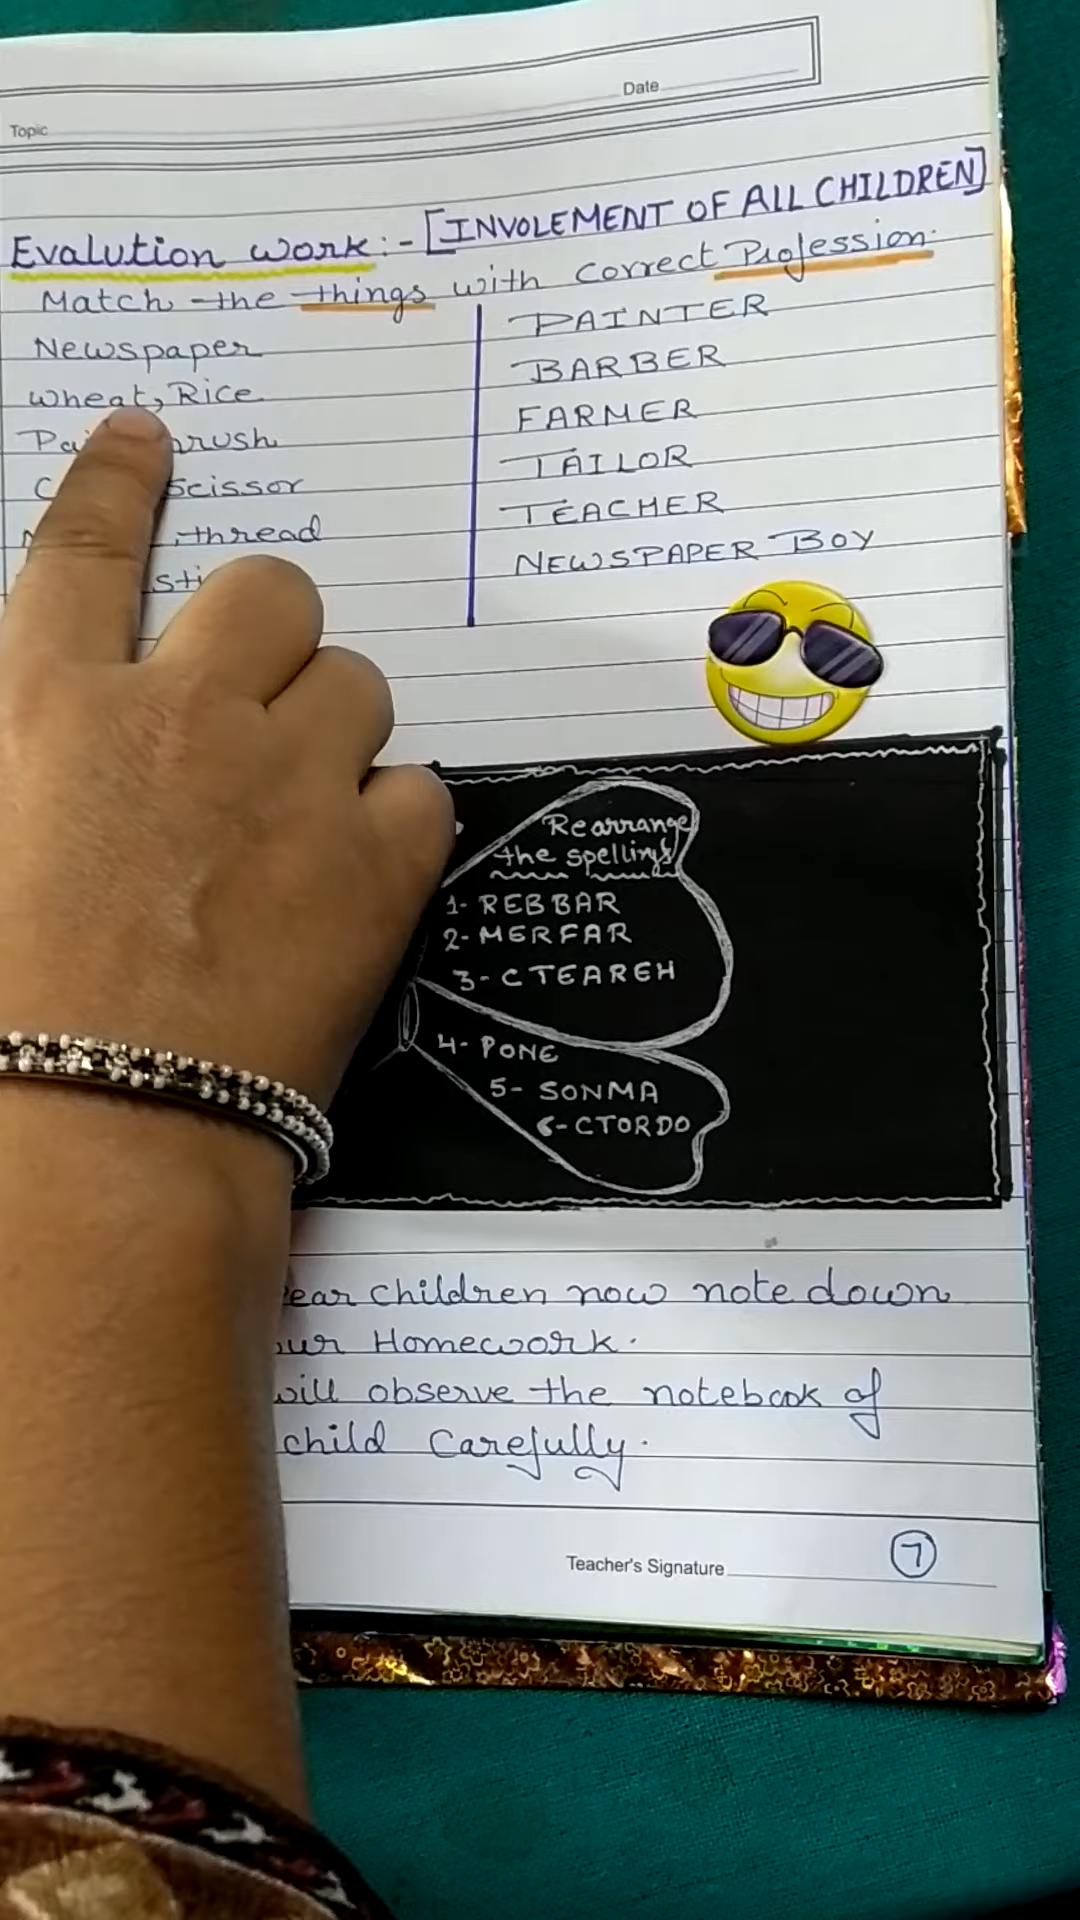 Date
Topic
Evalution work:- [INVOLEMENT OF ALL CHILDREN]
Match the things with correct Profession.
Newspaper
Wheat, Rice
scissor
, thread
PAINTER
BARBER
FARMER
TAILOR
TEACHER
NEWSPAPER BOY
Rearrange
the spellings
1- REBBAR
2- MERFAR
3- CTEAREH
4- PONE
5- SONMA
6- CTORDO
children now note down
Homework.
observe the notebook of
child carefully.
Teacher's Signature
7